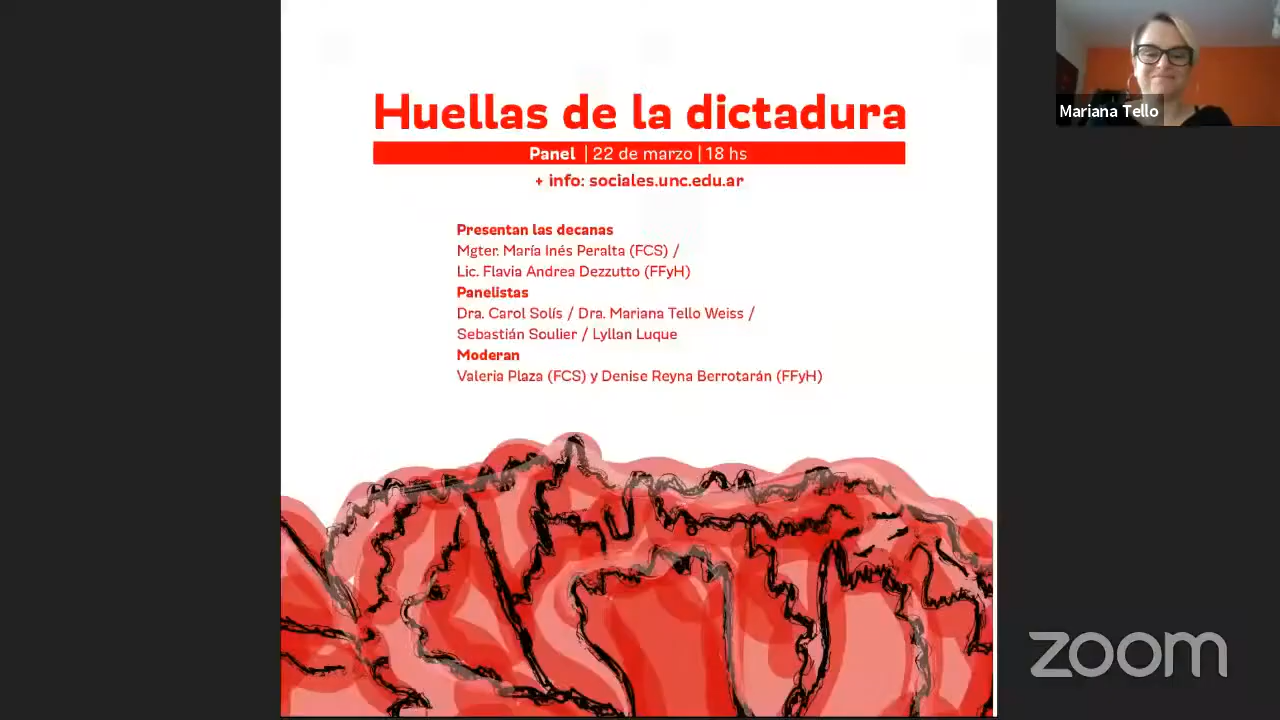 Huellas de la dictadura
Panel | 22 de marzo | 18 hs
+ info: sociales.unc.edu.ar
Presentan las decanas
Mgter. María Inés Peralta (FCS) /
Lic. Flavia Andrea Dezzutto (FFyH)
Panelistas
Dra. Carol Solís / Dra. Mariana Tello Weiss /
Sebastián Soulier / Lyllan Luque
Moderan
Valeria Plaza (FCS) y Denise Reyna Berrotarán (FFyH)
Mariana Tello
zoom